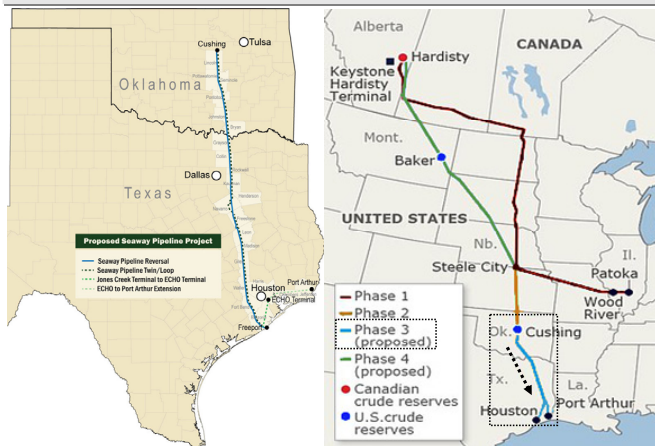 Cushing
Tulsa
Oklahoma
Dallas
Texas
Proposed Seaway Pipeline Project
Seaway Pipeline Reversal
Seaway Pipeline Twin/Loop
Jones Creek Terminal to ECHO Terminal
ECHO to Port Arthur Extension
Houston
Port Arthur
ECHO Terminal
Freeport
Alberta
Hardisty
CANADA
Keystone
Hardisty
Terminal
Mont.
Baker
UNITED STATES
Nb.
Steele City
Il.
Patoka
Wood
River
Phase 1
Phase 2
Phase 3
(proposed)
Phase 4
(proposed)
Canadian
crude reserves
U.S.crude
reserves
Ok.
Cushing
Tx.
La.
Houston
Port Arthur